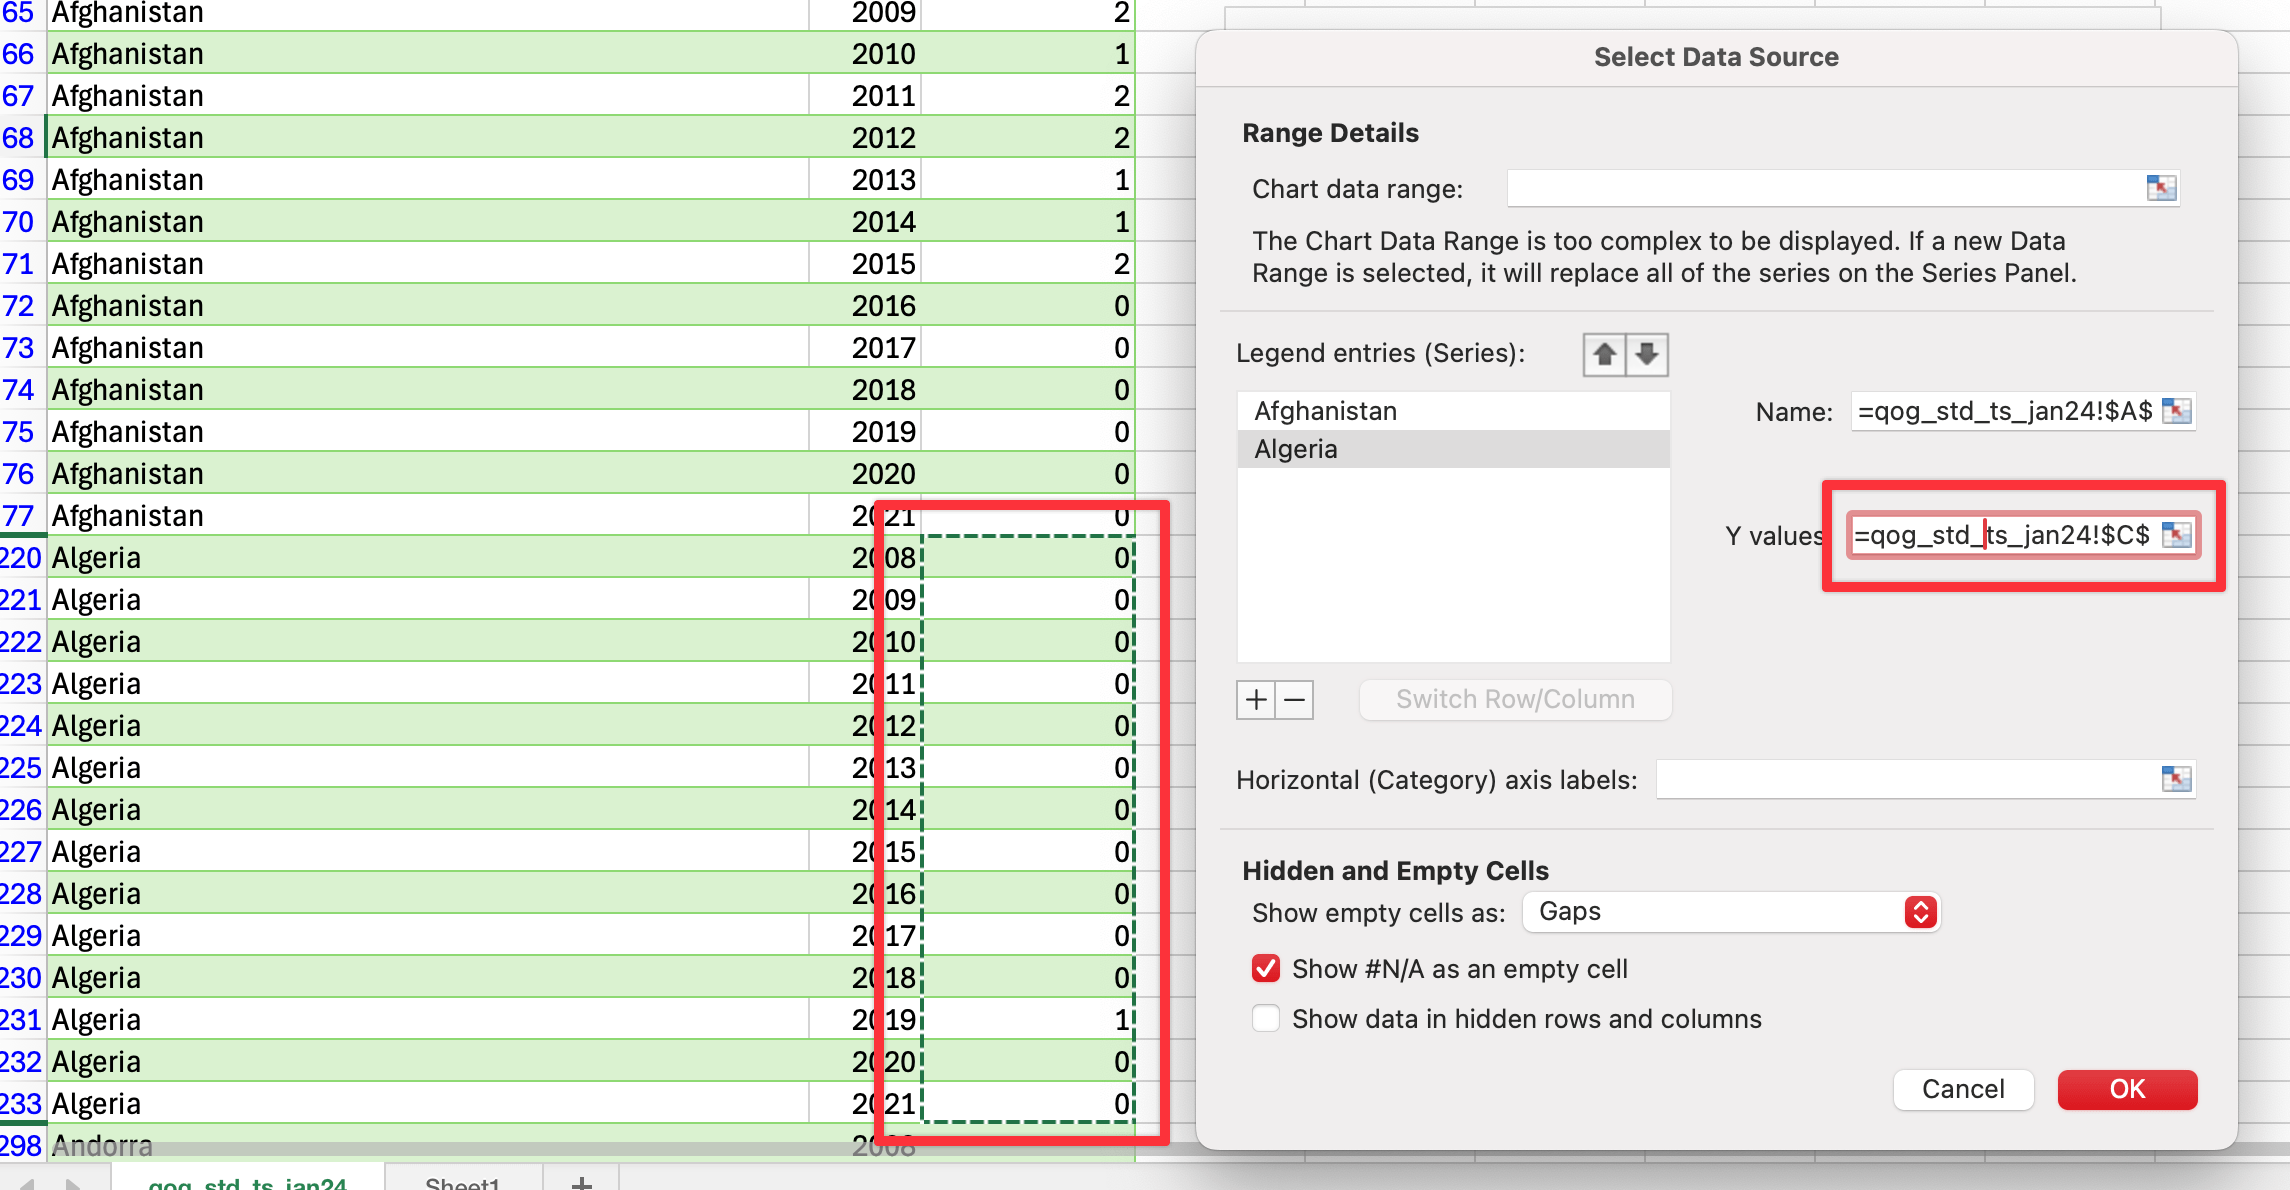 65 Afghanistan 2009 2
66 Afghanistan 2010 1
67 Afghanistan 2011 2
68 Afghanistan 2012 2
69 Afghanistan 2013 1
70 Afghanistan 2014 1
71 Afghanistan 2015 2
72 Afghanistan 2016 0
73 Afghanistan 2017 0
74 Afghanistan 2018 0
75 Afghanistan 2019 0
76 Afghanistan 2020 0
77 Afghanistan 2021 0
220 Algeria 2008 0
221 Algeria 2009 0
222 Algeria 2010 0
223 Algeria 2011 0
224 Algeria 2012 0
225 Algeria 2013 0
226 Algeria 2014 0
227 Algeria 2015 0
228 Algeria 2016 0
229 Algeria 2017 0
230 Algeria 2018 0
231 Algeria 2019 1
232 Algeria 2020 0
233 Algeria 2021 0
298 Andorra 2008
qog_std_ts_jan24 Sheet1 +
Select Data Source
Range Details
Chart data range:
The Chart Data Range is too complex to be displayed. If a new Data
Range is selected, it will replace all of the series on the Series Panel.
Legend entries (Series):
Afghanistan
Algeria
Name: =qog_std_ts_jan24!$A$
Y values =qog_std_ts_jan24!$C$
+ −
Switch Row/Column
Horizontal (Category) axis labels:
Hidden and Empty Cells
Show empty cells as: Gaps
Show #N/A as an empty cell
Show data in hidden rows and columns
Cancel OK